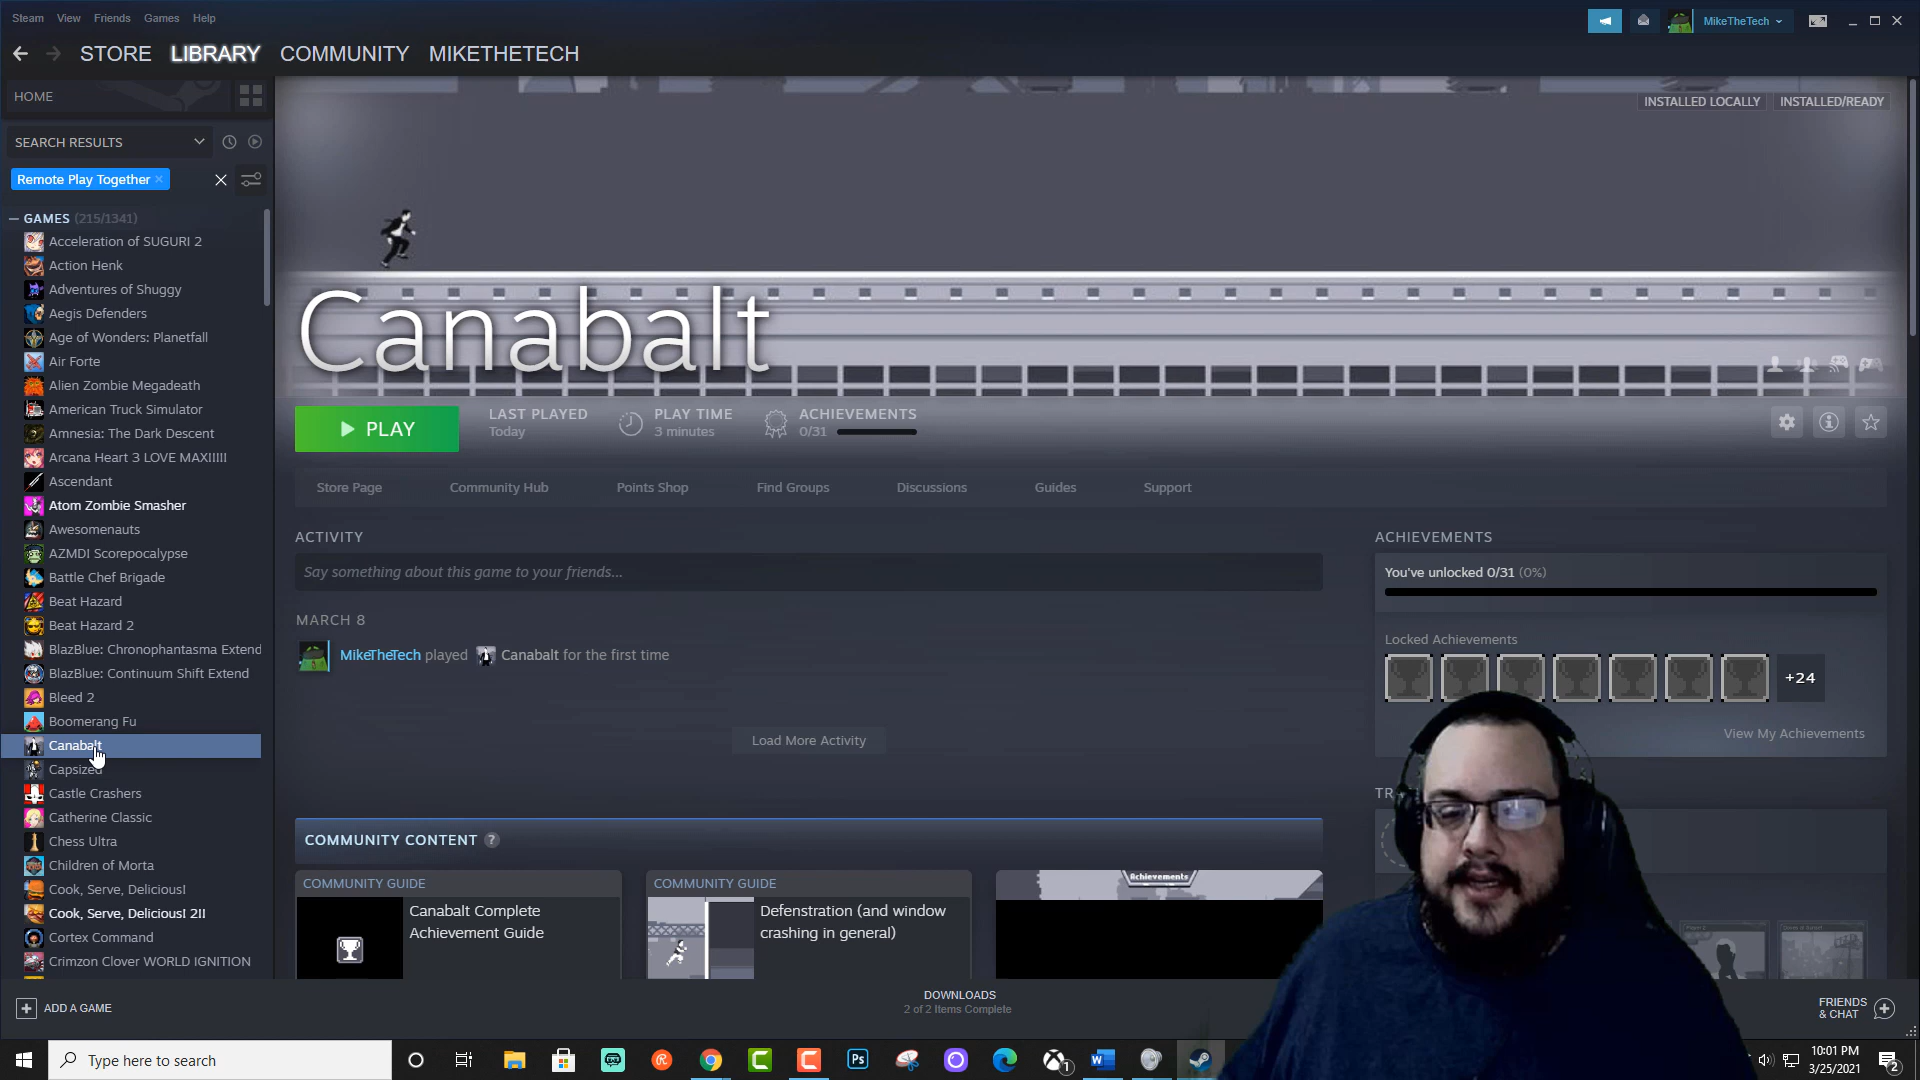 Steam View Friends Games Help
MikeTheTech
STORE LIBRARY COMMUNITY MIKETHETECH
HOME
INSTALLED LOCALLY INSTALLED/READY
SEARCH RESULTS
Remote Play Together ×
GAMES (215/1341)
Acceleration of SUGURI 2
Action Henk
Adventures of Shuggy
Aegis Defenders
Age of Wonders: Planetfall
Air Forte
Alien Zombie Megadeath
American Truck Simulator
Amnesia: The Dark Descent
Arcana Heart 3 LOVE MAX!!!!!
Ascendant
Atom Zombie Smasher
Awesomenauts
AZMDI Scorepocalypse
Battle Chef Brigade
Beat Hazard
Beat Hazard 2
BlazBlue: Chronophantasma Extend
BlazBlue: Continuum Shift Extend
Bleed 2
Boomerang Fu
Canabalt
Capsized
Castle Crashers
Catherine Classic
Chess Ultra
Children of Morta
Cook, Serve, Delicious!
Cook, Serve, Delicious! 2!!
Cortex Command
Crimzon Clover WORLD IGNITION
Canabalt
PLAY
LAST PLAYED
Today
PLAY TIME
3 minutes
ACHIEVEMENTS
0/31
Store Page Community Hub Points Shop Find Groups Discussions Guides Support
ACTIVITY
Say something about this game to your friends...
MARCH 8
MikeTheTech played Canabalt for the first time
Load More Activity
ACHIEVEMENTS
You've unlocked 0/31 (0%)
Locked Achievements
+24
View My Achievements
COMMUNITY CONTENT ?
COMMUNITY GUIDE
Canabalt Complete
Achievement Guide
COMMUNITY GUIDE
Defenstration (and window
crashing in general)
Achievements
ADD A GAME
DOWNLOADS
2 of 2 Items Complete
FRIENDS
& CHAT
Type here to search
Ps
1
W
10:01 PM
3/25/2021
2